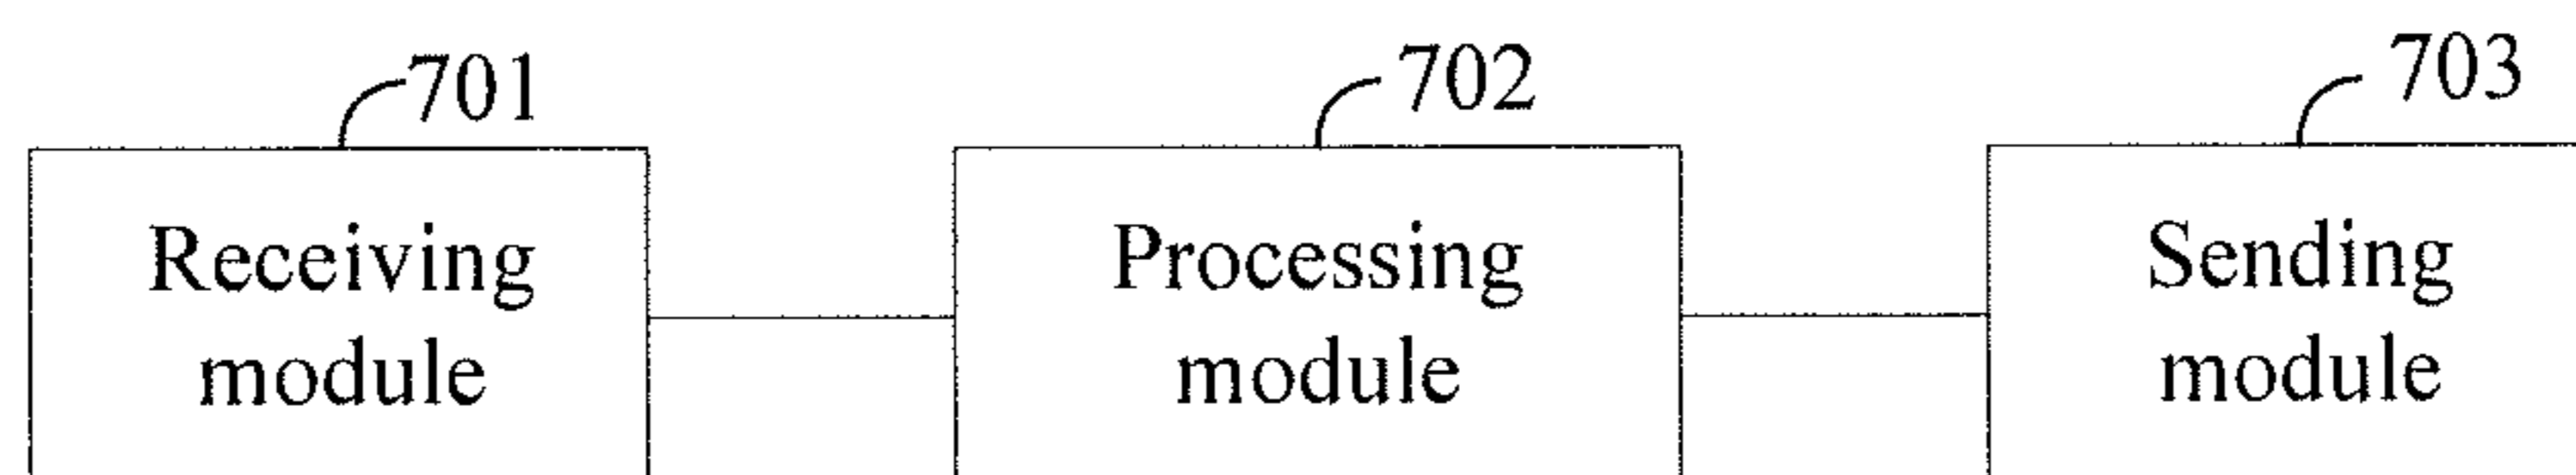 701
702
703
Receiving
module
Processing
module
Sending
module